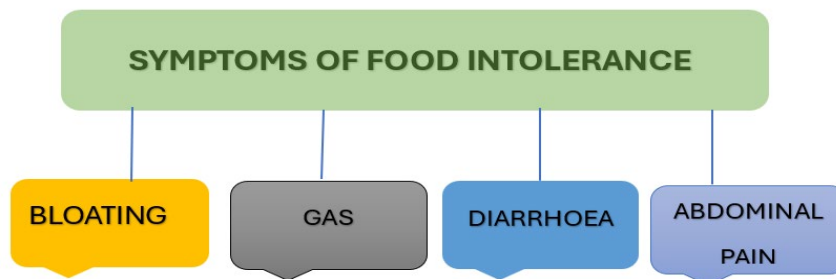 SYMPTOMS OF FOOD INTOLERANCE
BLOATING
GAS
DIARRHOEA
ABDOMINAL
PAIN